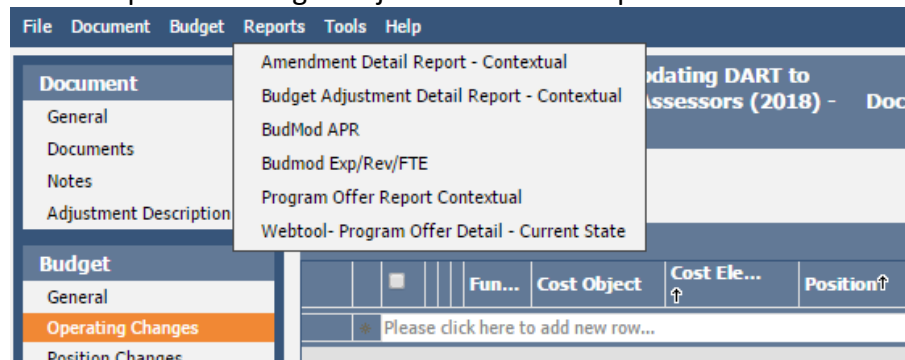 File Document Budget Reports Tools Help
Amendment Detail Report - Contextual
Budget Adjustment Detail Report - Contextual
BudMod APR
Budmod Exp/Rev/FTE
Program Offer Report Contextual
Webtool- Program Offer Detail - Current State
Document
General
Documents
Notes
Adjustment Description
dating DART to
ssessors (2018) - Doc
Budget
General
Operating Changes
Position Changes
Fun... Cost Object Cost Ele... Position
Please click here to add new row...